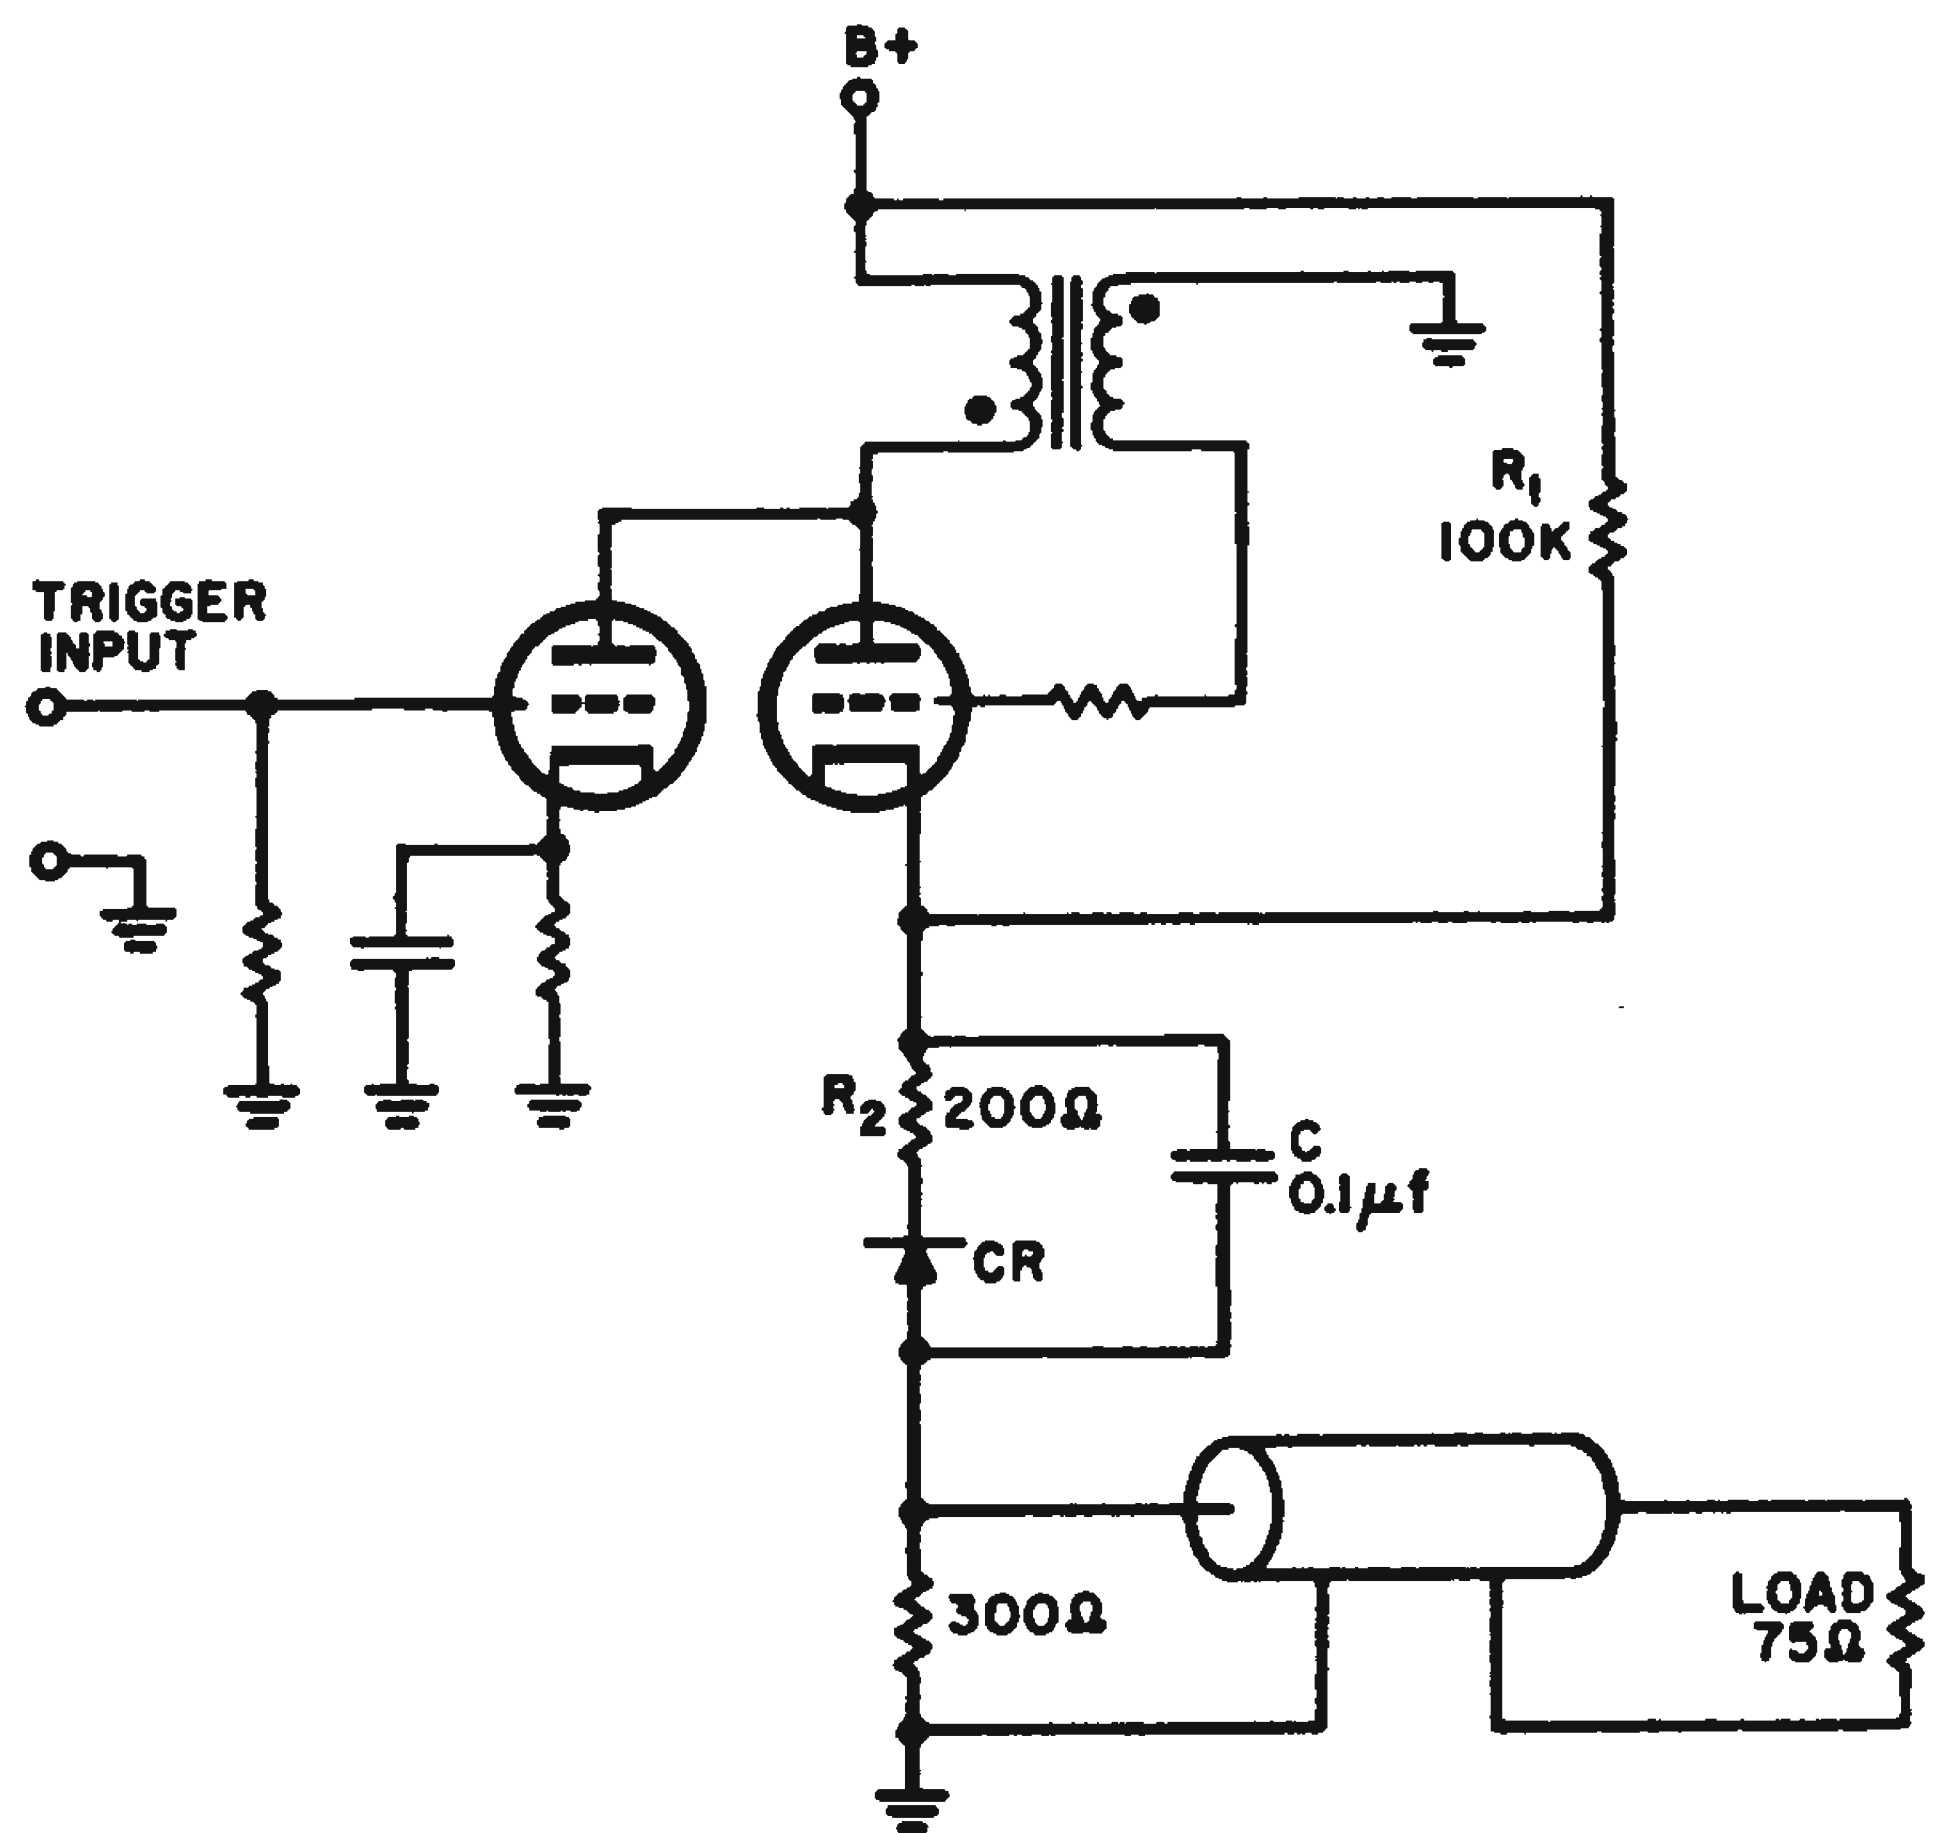 B+
R₁
100K
TRIGGER
INPUT
R₂
200Ω
C
0.1μf
CR
300Ω
LOAD
75Ω